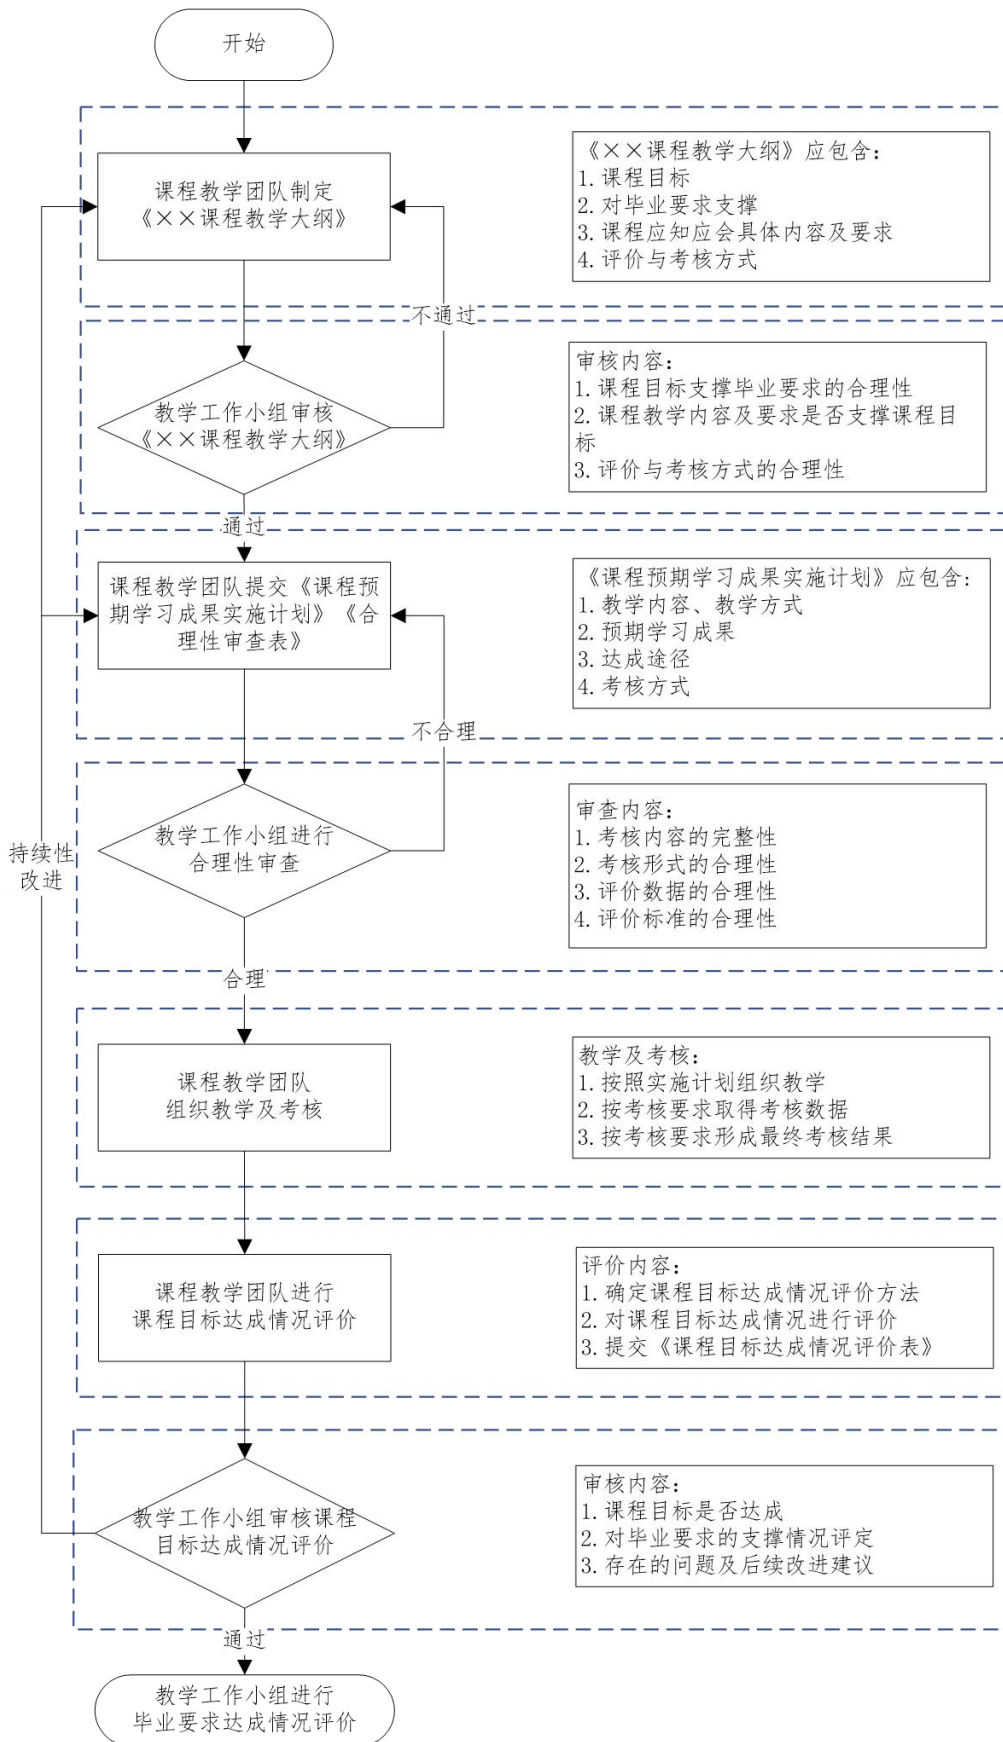 开始
课程教学团队制定
《××课程教学大纲》
《××课程教学大纲》应包含：
1.课程目标
2.对毕业要求支撑
3.课程应知应会具体内容及要求
4.评价与考核方式
不通过
教学工作小组审核
《××课程教学大纲》
审核内容：
1.课程目标支撑毕业要求的合理性
2.课程教学内容及要求是否支撑课程目
标
3.评价与考核方式的合理性
通过
课程教学团队提交《课程预
期学习成果实施计划》《合
理性审查表》
《课程预期学习成果实施计划》应包含：
1.教学内容、教学方式
2.预期学习成果
3.达成途径
4.考核方式
不合理
教学工作小组进行
合理性审查
审查内容：
1.考核内容的完整性
2.考核形式的合理性
3.评价数据的合理性
4.评价标准的合理性
持续性
改进
合理
课程教学团队
组织教学及考核
教学及考核：
1.按照实施计划组织教学
2.按考核要求取得考核数据
3.按考核要求形成最终考核结果
课程教学团队进行
课程目标达成情况评价
评价内容：
1.确定课程目标达成情况评价方法
2.对课程目标达成情况进行评价
3.提交《课程目标达成情况评价表》
教学工作小组审核课程
目标达成情况评价
审核内容：
1.课程目标是否达成
2.对毕业要求的支撑情况评定
3.存在的问题及后续改进建议
通过
教学工作小组进行
毕业要求达成情况评价